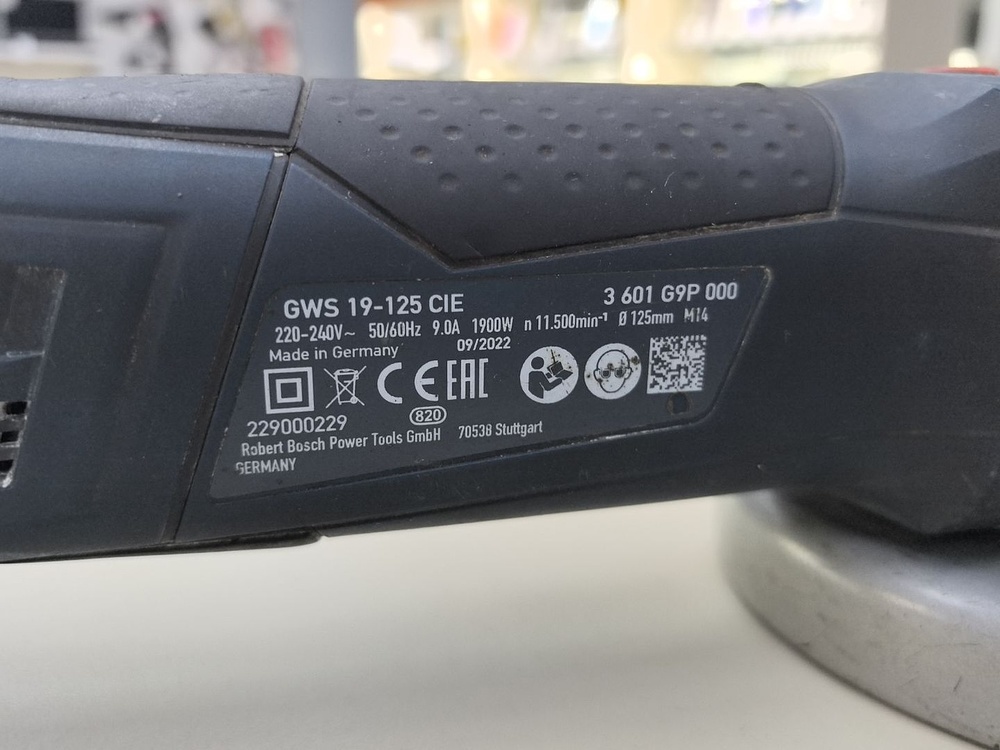 GWS 19-125 CIE 3 601 G9P 000
220-240V~ 50/60Hz 9.0A 1900W n 11.500min⁻¹ Ø 125mm M14
Made in Germany 09/2022
CE EAC
229000229 820
Robert Bosch Power Tools GmbH 70538 Stuttgart
GERMANY